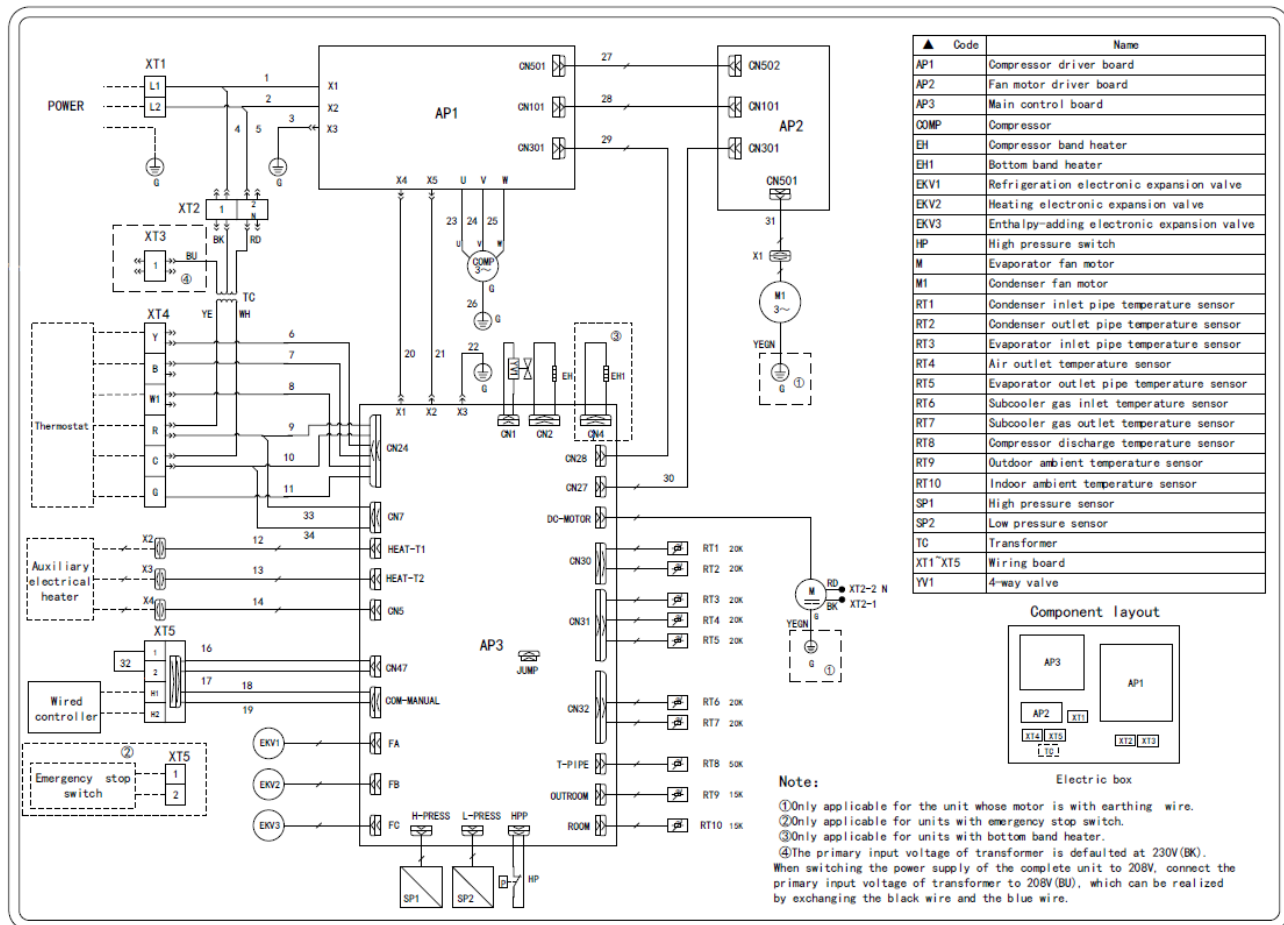 XT1
L1
L2
POWER
G
1
2
3
4
5
G
X1
X2
X3
AP1
CN501
CN101
CN301
X4
X5
U
V
W
27
28
29
CN502
CN101
AP2
CN301
CN501
31
X1
M1
3～
YEGN
G
①
XT2
1
2
N
BK
RD
XT3
1
BU
④
TC
YE
WH
23
24
25
U
V
W
COMP
3～
G
26
G
20
21
22
G
XT4
Y
B
W1
R
C
G
Thermostat
6
7
8
9
10
11
33
34
EH
EH1
③
X1
X2
X3
CN1
CN2
CN4
CN24
CN7
CN28
CN27
30
DC-MOTOR
Auxiliary
electrical
heater
X2
X3
X4
12
13
14
HEAT-T1
HEAT-T2
CN5
CN30
RT1 20K
RT2 20K
CN31
RT3 20K
RT4 20K
RT5 20K
M
RD
XT2-2 N
BK
XT2-1
G
YEGN
G
①
AP3
JUMP
XT5
1
2
H1
H2
32
16
17
18
19
CN47
COM-MANUAL
Wired
controller
CN32
RT6 20K
RT7 20K
T-PIPE
RT8 50K
OUTROOM
RT9 15K
ROOM
RT10 15K
②
Emergency stop
switch
XT5
1
2
EKV1
EKV2
EKV3
FA
FB
FC
H-PRESS
L-PRESS
HPP
SP1
SP2
P
HP
▲ Code Name
AP1 Compressor driver board
AP2 Fan motor driver board
AP3 Main control board
COMP Compressor
EH Compressor band heater
EH1 Bottom band heater
EKV1 Refrigeration electronic expansion valve
EKV2 Heating electronic expansion valve
EKV3 Enthalpy-adding electronic expansion valve
HP High pressure switch
M Evaporator fan motor
M1 Condenser fan motor
RT1 Condenser inlet pipe temperature sensor
RT2 Condenser outlet pipe temperature sensor
RT3 Evaporator inlet pipe temperature sensor
RT4 Air outlet temperature sensor
RT5 Evaporator outlet pipe temperature sensor
RT6 Subcooler gas inlet temperature sensor
RT7 Subcooler gas outlet temperature sensor
RT8 Compressor discharge temperature sensor
RT9 Outdoor ambient temperature sensor
RT10 Indoor ambient temperature sensor
SP1 High pressure sensor
SP2 Low pressure sensor
TC Transformer
XT1~XT5 Wiring board
YV1 4-way valve
Component layout
AP3
AP1
AP2
XT1
XT4
XT5
TC
XT2
XT3
Electric box
Note:
①Only applicable for the unit whose motor is with earthing wire.
②Only applicable for units with emergency stop switch.
③Only applicable for units with bottom band heater.
④The primary input voltage of transformer is defaulted at 230V(BK).
When switching the power supply of the complete unit to 208V, connect the
primary input voltage of transformer to 208V(BU), which can be realized
by exchanging the black wire and the blue wire.